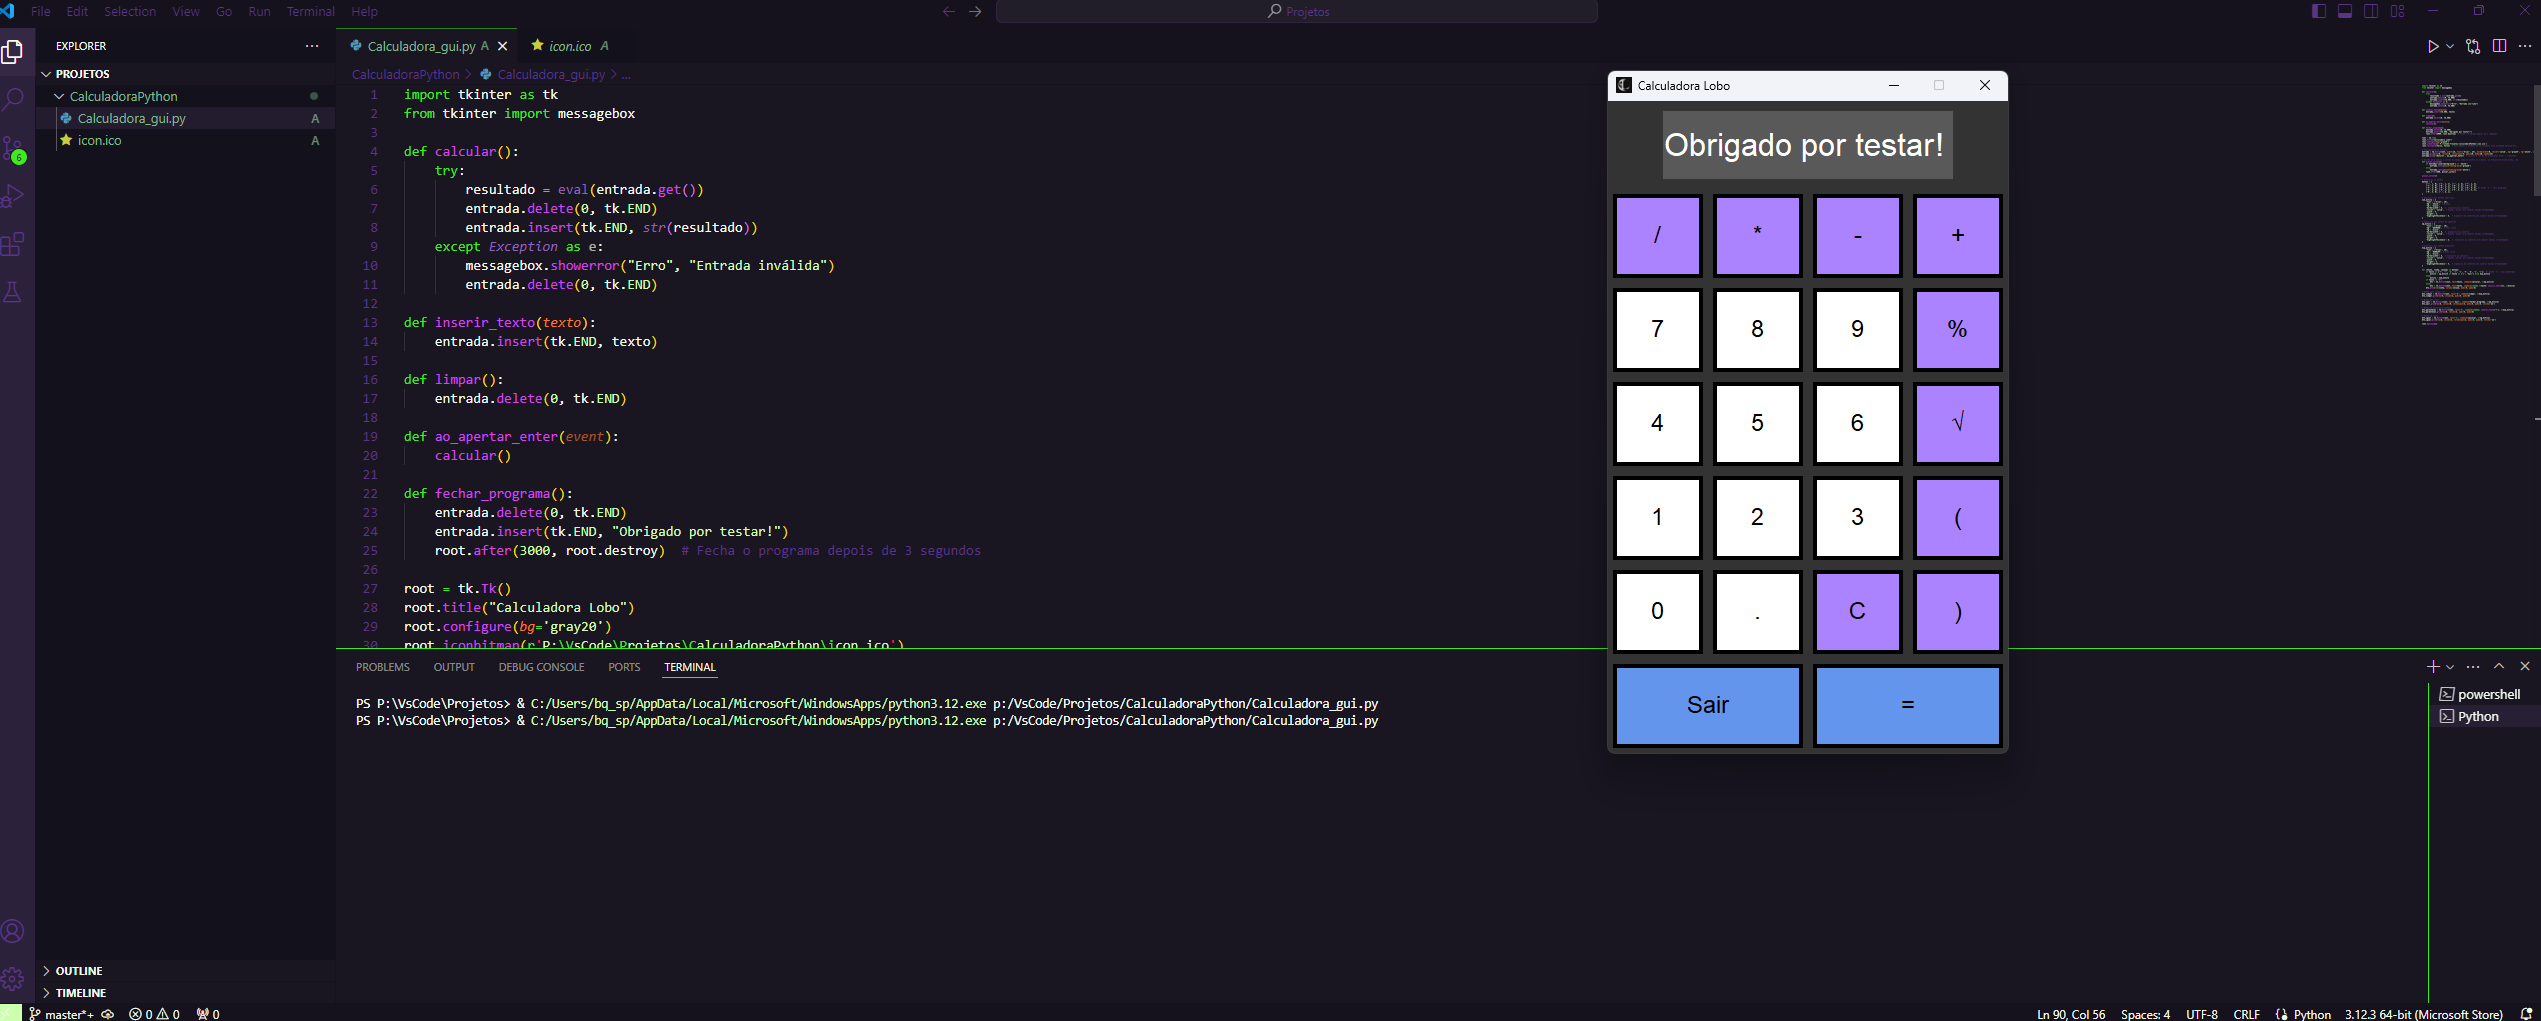 File Edit Selection View Go Run Terminal Help
Projetos
EXPLORER
PROJETOS
CalculadoraPython
Calculadora_gui.py A
icon.ico A
6
Calculadora_gui.py A
icon.ico A
CalculadoraPython > Calculadora_gui.py > ...
1 import tkinter as tk
2 from tkinter import messagebox
3
4 def calcular():
5 try:
6 resultado = eval(entrada.get())
7 entrada.delete(0, tk.END)
8 entrada.insert(tk.END, str(resultado))
9 except Exception as e:
10 messagebox.showerror("Erro", "Entrada inválida")
11 entrada.delete(0, tk.END)
12
13 def inserir_texto(texto):
14 entrada.insert(tk.END, texto)
15
16 def limpar():
17 entrada.delete(0, tk.END)
18
19 def ao_apertar_enter(event):
20 calcular()
21
22 def fechar_programa():
23 entrada.delete(0, tk.END)
24 entrada.insert(tk.END, "Obrigado por testar!")
25 root.after(3000, root.destroy) # Fecha o programa depois de 3 segundos
26
27 root = tk.Tk()
28 root.title("Calculadora Lobo")
29 root.configure(bg='gray20')
30 root.iconbitmap(r'P:\VsCode\Projetos\CalculadoraPython\icon.ico')
Calculadora Lobo
Obrigado por testar!
/ * - +
7 8 9 %
4 5 6 √
1 2 3 (
0 . C )
Sair =
PROBLEMS OUTPUT DEBUG CONSOLE PORTS TERMINAL
PS P:\VsCode\Projetos> & C:/Users/bq_sp/AppData/Local/Microsoft/WindowsApps/python3.12.exe p:/VsCode/Projetos/CalculadoraPython/Calculadora_gui.py
PS P:\VsCode\Projetos> & C:/Users/bq_sp/AppData/Local/Microsoft/WindowsApps/python3.12.exe p:/VsCode/Projetos/CalculadoraPython/Calculadora_gui.py
powershell
Python
OUTLINE
TIMELINE
master*+ 0 0 0
Ln 90, Col 56 Spaces: 4 UTF-8 CRLF Python 3.12.3 64-bit (Microsoft Store)